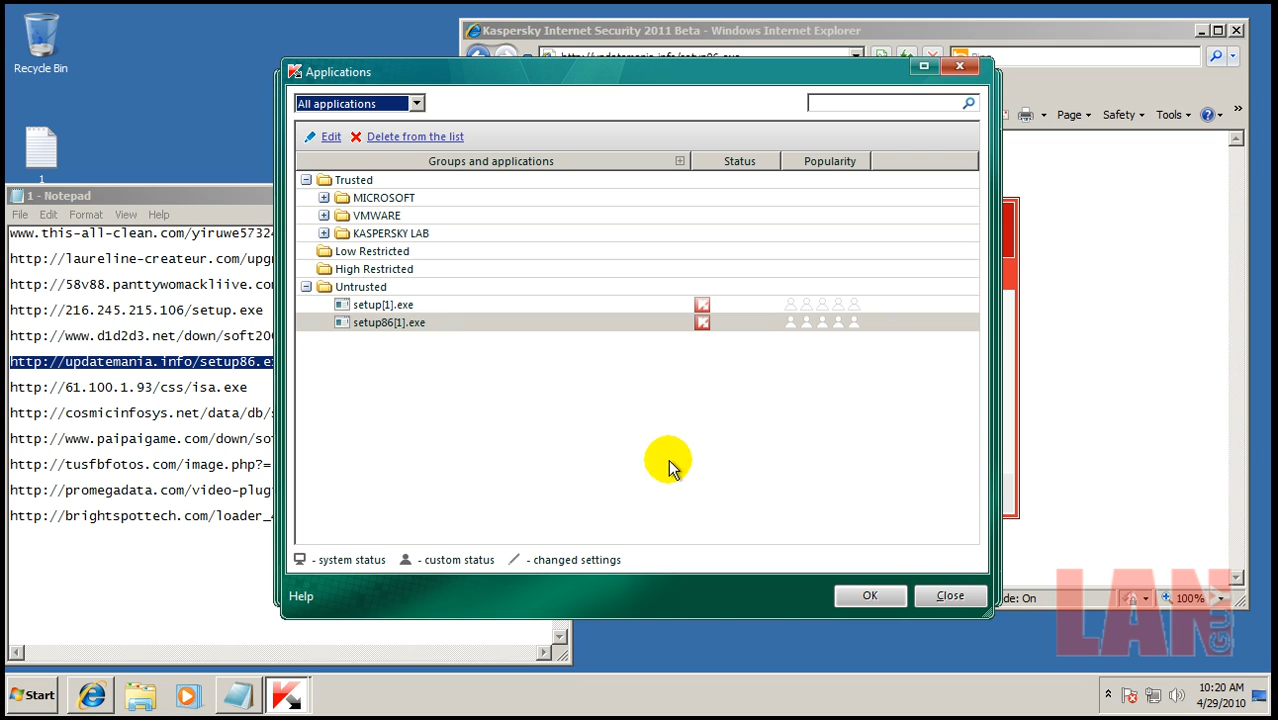 Recycle Bin
1
Kaspersky Internet Security 2011 Beta - Windows Internet Explorer
http://updatemania.info/setup86.exe
Page
Safety
Tools
Applications
All applications
Edit
Delete from the list
Groups and applications
Status
Popularity
Trusted
MICROSOFT
VMWARE
KASPERSKY LAB
Low Restricted
High Restricted
Untrusted
setup[1].exe
setup86[1].exe
- system status
- custom status
- changed settings
Help
OK
Close
1 - Notepad
File Edit Format View Help
www.this-all-clean.com/yiruwe5732
http://laureline-createur.com/upg
http://58v88.panttywomackliive.co
http://216.245.215.106/setup.exe
http://www.d1d2d3.net/down/soft20
http://updatemania.info/setup86.e
http://61.100.1.93/css/isa.exe
http://cosmicinfosys.net/data/db/
http://www.paipaigame.com/down/so
http://tusfbfotos.com/image.php?=
http://promegadata.com/video-plug
http://brightspottech.com/loader_
de: On
100%
LAN
GUY
Start
10:20 AM
4/29/2010